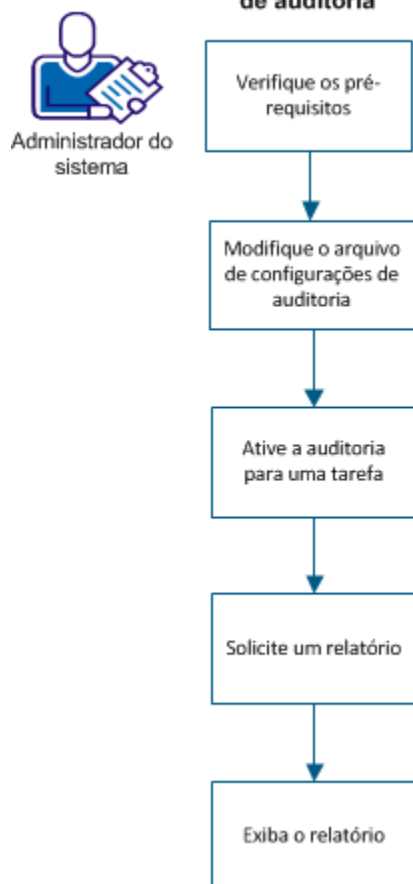 de auditoria
Administrador do
sistema
Verifique os pré-
requisitos
Modifique o arquivo
de configurações de
auditoria
Ative a auditoria
para uma tarefa
Solicite um relatório
Exiba o relatório